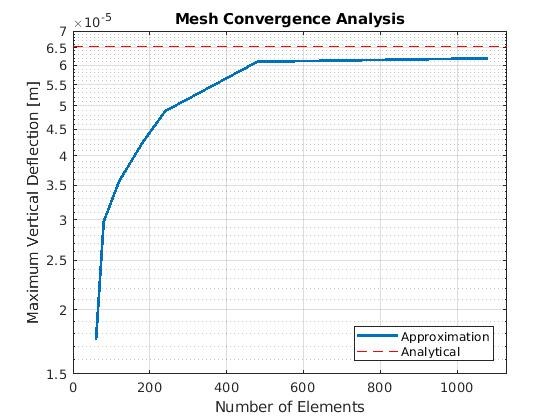 Mesh Convergence Analysis
×10⁻⁵
7
6.5
6
5.5
5
4.5
4
3.5
3
2.5
2
1.5
Maximum Vertical Deflection [m]
0 200 400 600 800 1000
Number of Elements
Approximation
Analytical